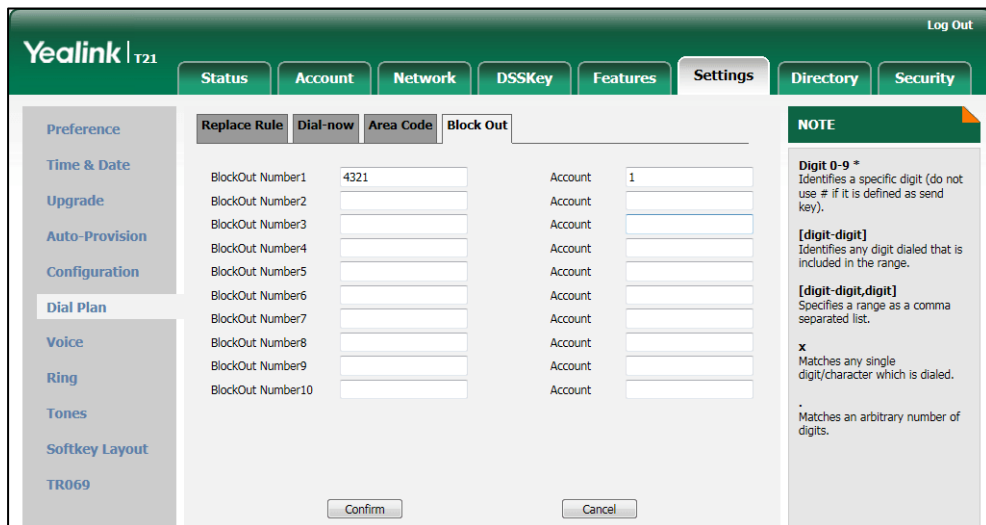 Log Out
Yealink | T21
Status Account Network DSSKey Features Settings Directory Security
Preference
Time & Date
Upgrade
Auto-Provision
Configuration
Dial Plan
Voice
Ring
Tones
Softkey Layout
TR069
Replace Rule Dial-now Area Code Block Out
BlockOut Number1 4321 Account 1
BlockOut Number2 Account
BlockOut Number3 Account
BlockOut Number4 Account
BlockOut Number5 Account
BlockOut Number6 Account
BlockOut Number7 Account
BlockOut Number8 Account
BlockOut Number9 Account
BlockOut Number10 Account
Confirm Cancel
NOTE
Digit 0-9 *
Identifies a specific digit (do not
use # if it is defined as send
key).
[digit-digit]
Identifies any digit dialed that is
included in the range.
[digit-digit,digit]
Specifies a range as a comma
separated list.
x
Matches any single
digit/character which is dialed.
.
Matches an arbitrary number of
digits.